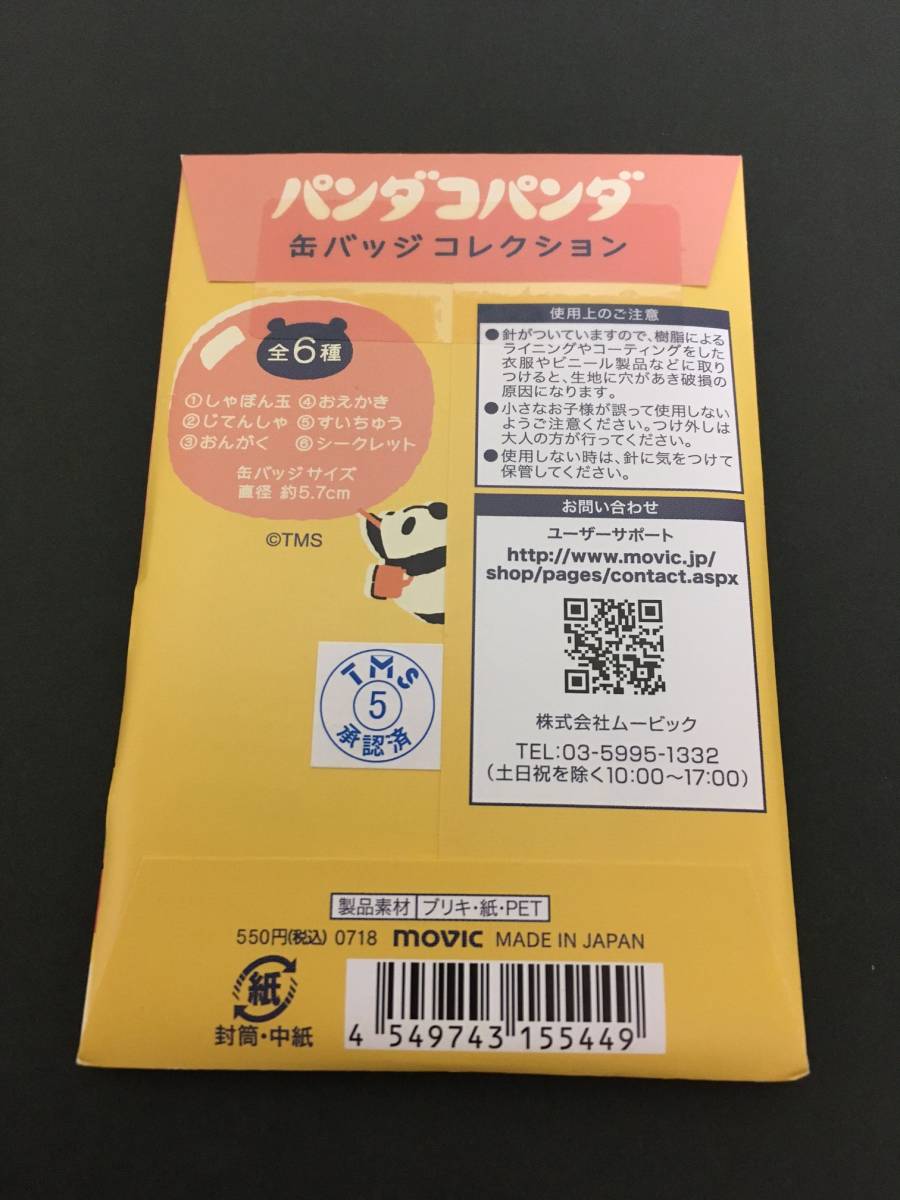 パンダコパンダ
缶バッジ コレクション
全6種
①しゃぼん玉 ④おえかき
②じてんしゃ ⑤すいちゅう
③おんがく ⑥シークレット
缶バッジサイズ
直径 約5.7cm
©TMS
TMS
5
承認済
使用上のご注意
●針がついていますので、樹脂による
ライニングやコーティングをした
衣服やビニール製品などに取り
つけると、生地に穴があき破損の
原因になります。
●小さなお子様が誤って使用しない
ようご注意ください。つけ外しは
大人の方が行ってください。
●使用しない時は、針に気をつけて
保管してください。
お問い合わせ
ユーザーサポート
http://www.movic.jp/
shop/pages/contact.aspx
株式会社ムービック
TEL:03-5995-1332
(土日祝を除く10:00〜17:00)
製品素材 ブリキ・紙・PET
550円(税込) 0718 movic MADE IN JAPAN
紙
封筒・中紙
4 549743 155449